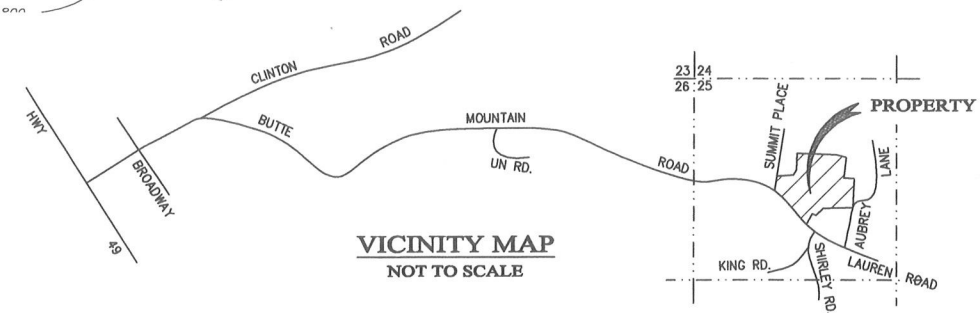 800
CLINTON ROAD
HWY 49
BROADWAY
BUTTE MOUNTAIN ROAD
UN RD.
23 24
26 25
SUMMIT PLACE
PROPERTY
AUBREY LANE
KING RD.
SHIRLEY RD.
LAUREN ROAD
VICINITY MAP
NOT TO SCALE